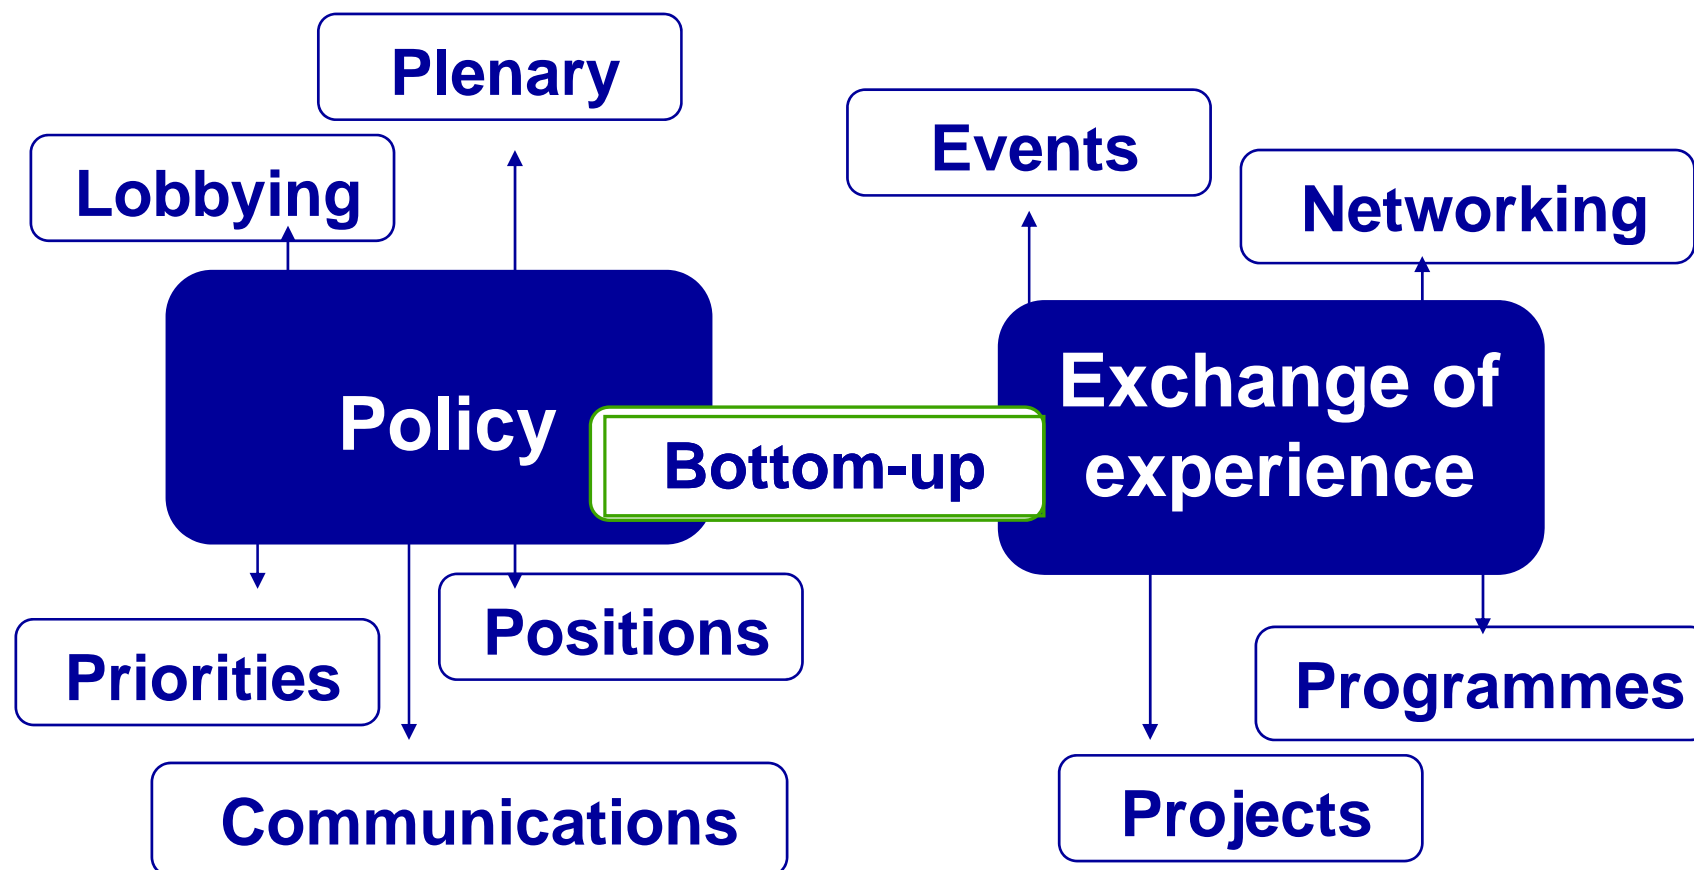 Plenary
Events
Lobbying
Networking
Policy
Bottom-up
Exchange of
experience
Positions
Priorities
Programmes
Communications
Projects